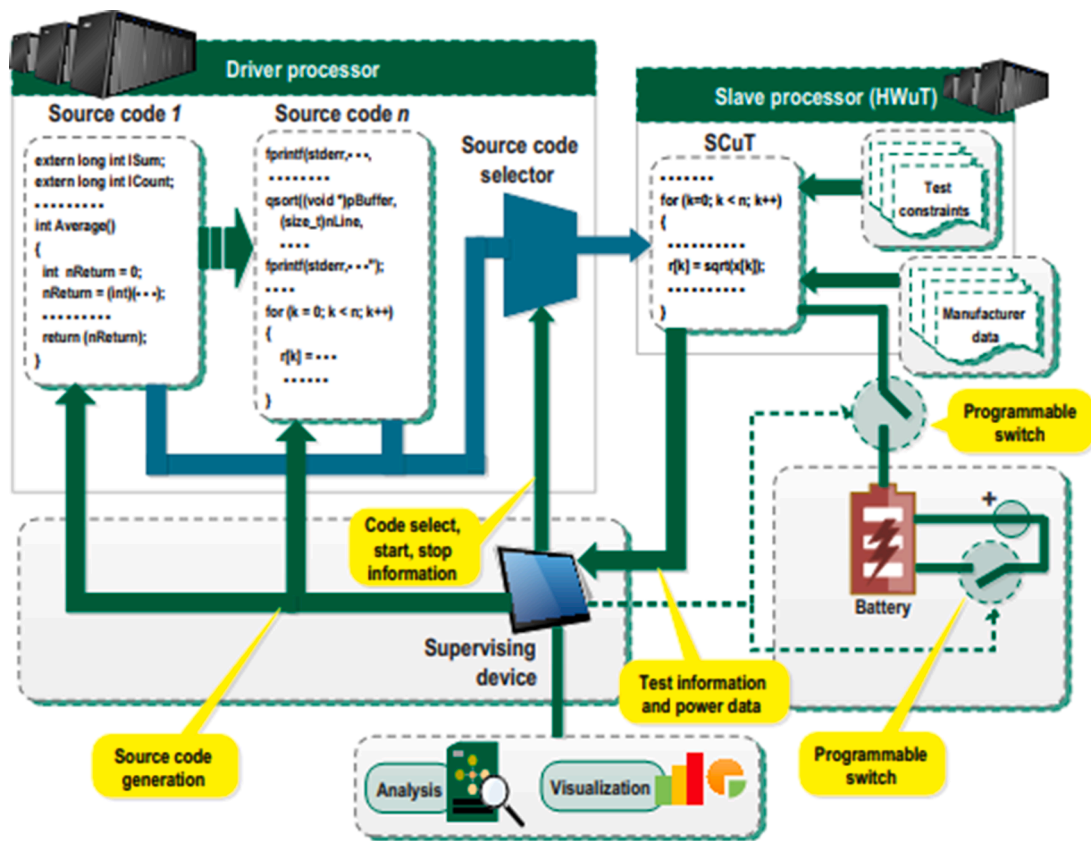 Driver processor
Source code 1
extern long int lSum;
extern long int lCount;
- - - - - - - - -
int Average()
{
int nReturn = 0;
nReturn = (int)(- - -);
- - - - - - - - -
return (nReturn);
}
Source code n
fprintf(stderr,- - -,
- - - - - - - -
qsort((void *)pBuffer,
(size_t)nLine,
- - - -
fprintf(stderr,- - -");
- - - -
for (k = 0; k < n; k++)
{
r[k] = - - -
- - - - - -
}
Source code
selector
Slave processor (HWuT)
SCuT
- - - - - - -
for (k=0; k < n; k++)
{
- - - - - - - - - -
r[k] = sqrt(x[k]);
- - - - - - - - - -
}
Test
constraints
Manufacturer
data
Programmable
switch
+
Battery
Programmable
switch
Code select,
start, stop
information
Supervising
device
Test information
and power data
Source code
generation
Analysis
Visualization